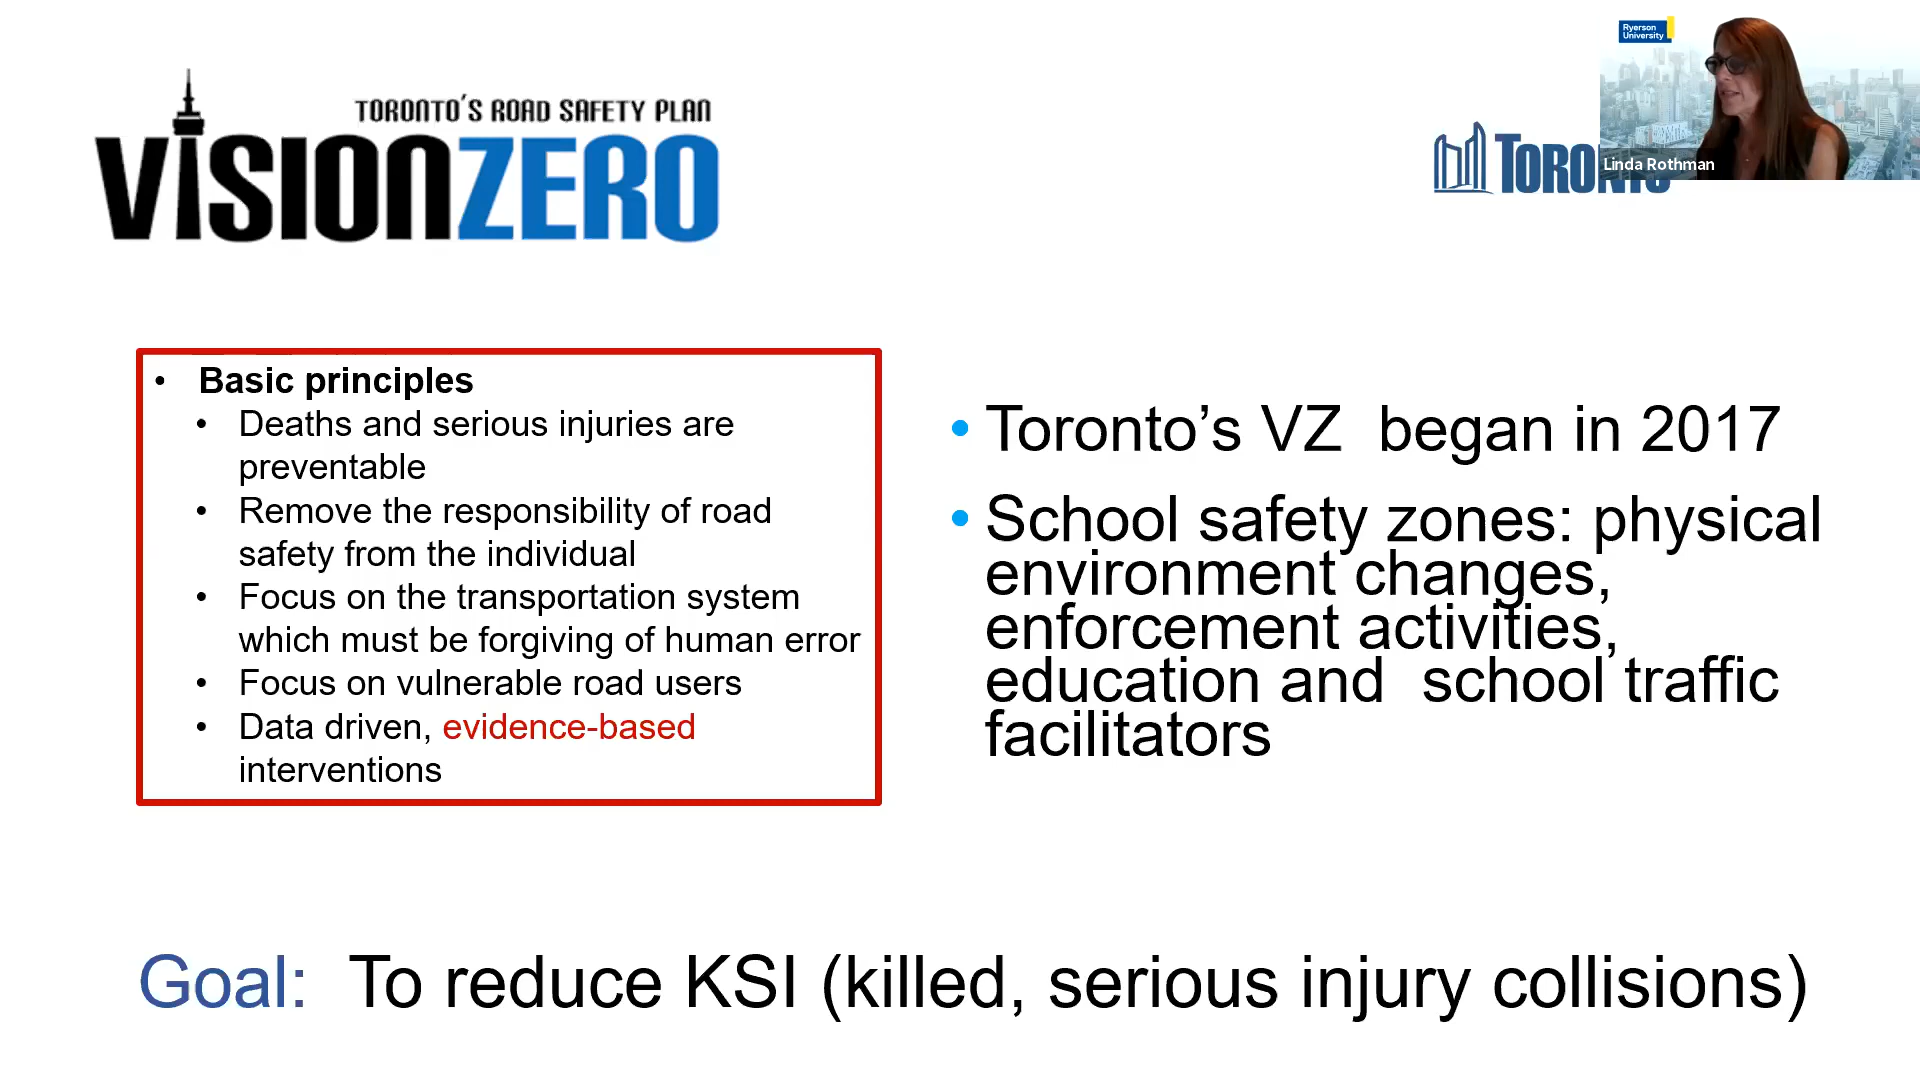 TORONTO'S ROAD SAFETY PLAN
VISIONZERO
Ryerson
University
TORONTO
Linda Rothman
• Basic principles
• Deaths and serious injuries are
preventable
• Remove the responsibility of road
safety from the individual
• Focus on the transportation system
which must be forgiving of human error
• Focus on vulnerable road users
• Data driven, evidence-based
interventions
• Toronto’s VZ began in 2017
• School safety zones: physical
environment changes,
enforcement activities,
education and school traffic
facilitators
Goal: To reduce KSI (killed, serious injury collisions)